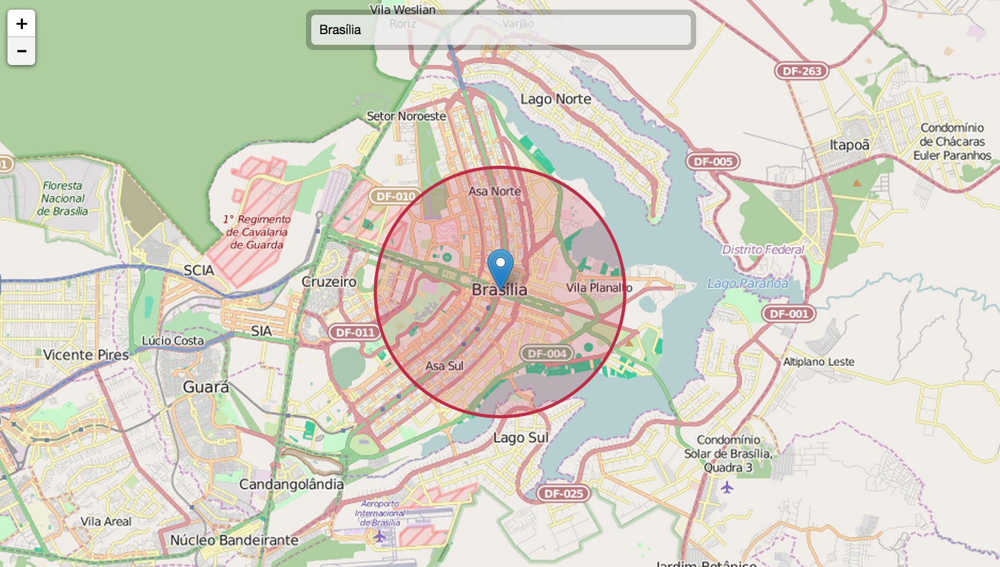 Vila Weslian
Roriz
Varjão
+
Brasília
−
DF-263
Lago Norte
Setor Noroeste
Condomínio
de Chácaras
Euler Paranhos
Itapoã
DF-005
Floresta
Nacional
de Brasília
Asa Norte
DF-010
1° Regimento
de Cavalaria
de Guarda
Distrito Federal
SCIA
Cruzeiro
Brasília
Vila Planalto
Lago Paranoá
DF-001
SIA
DF-011
Lúcio Costa
Vicente Pires
DF-004
Altiplano Leste
Asa Sul
Guará
Lago Sul
Condomínio
Solar de Brasília,
Quadra 3
Candangolândia
DF-025
Aeroporto
Internacional
de Brasília
Vila Areal
Núcleo Bandeirante
Jardim Botânico